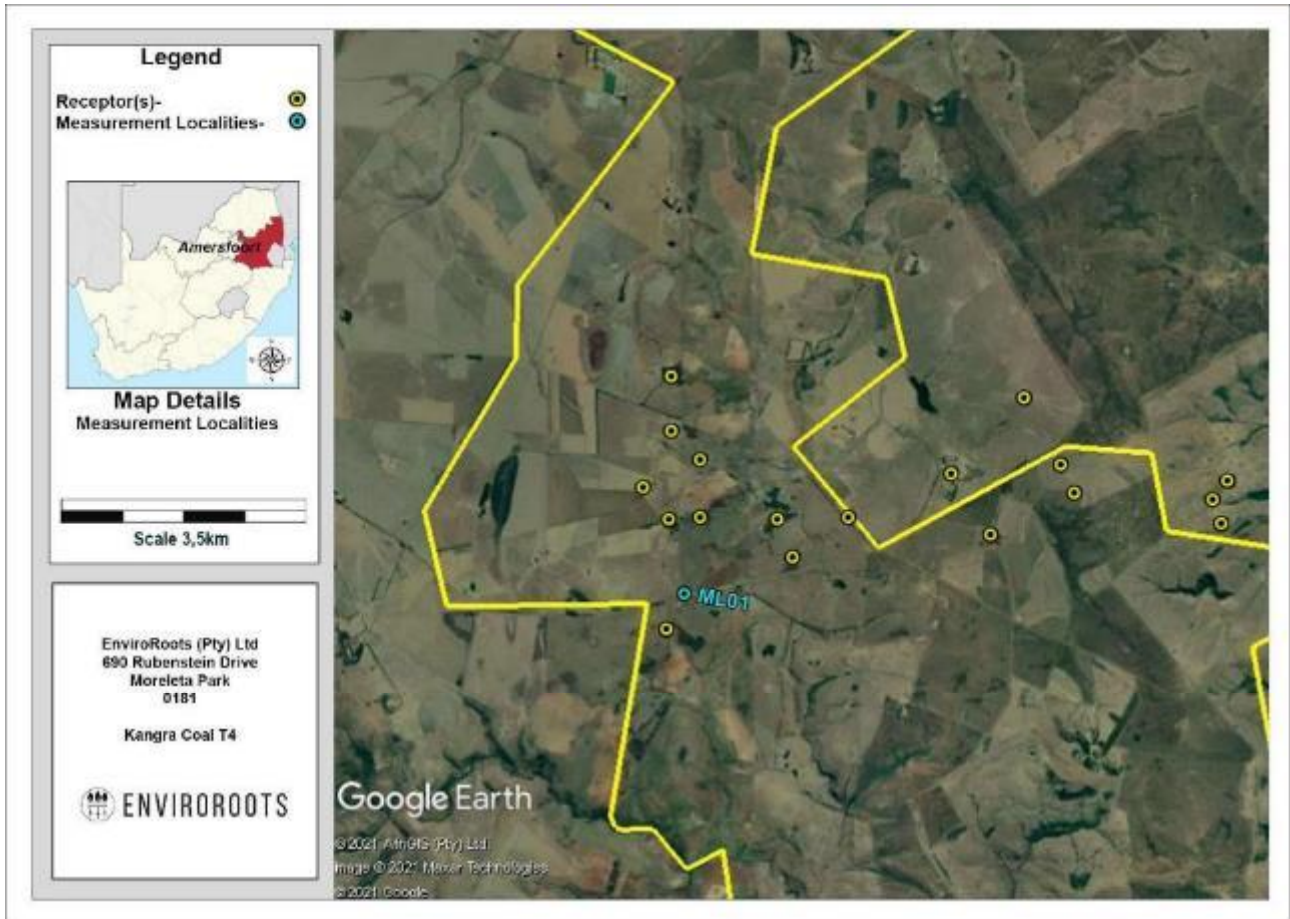 Legend
Receptor(s)-
Measurement Localities-
Amersfoort
Map Details
Measurement Localities
Scale 3,5km
EnviroRoots (Pty) Ltd
690 Rubenstein Drive
Moreleta Park
0181
Kangra Coal T4
ENVIROROOTS
ML01
Google Earth
© 2021 AfriGIS (Pty) Ltd.
Image © 2021 Maxar Technologies
© 2021 Google